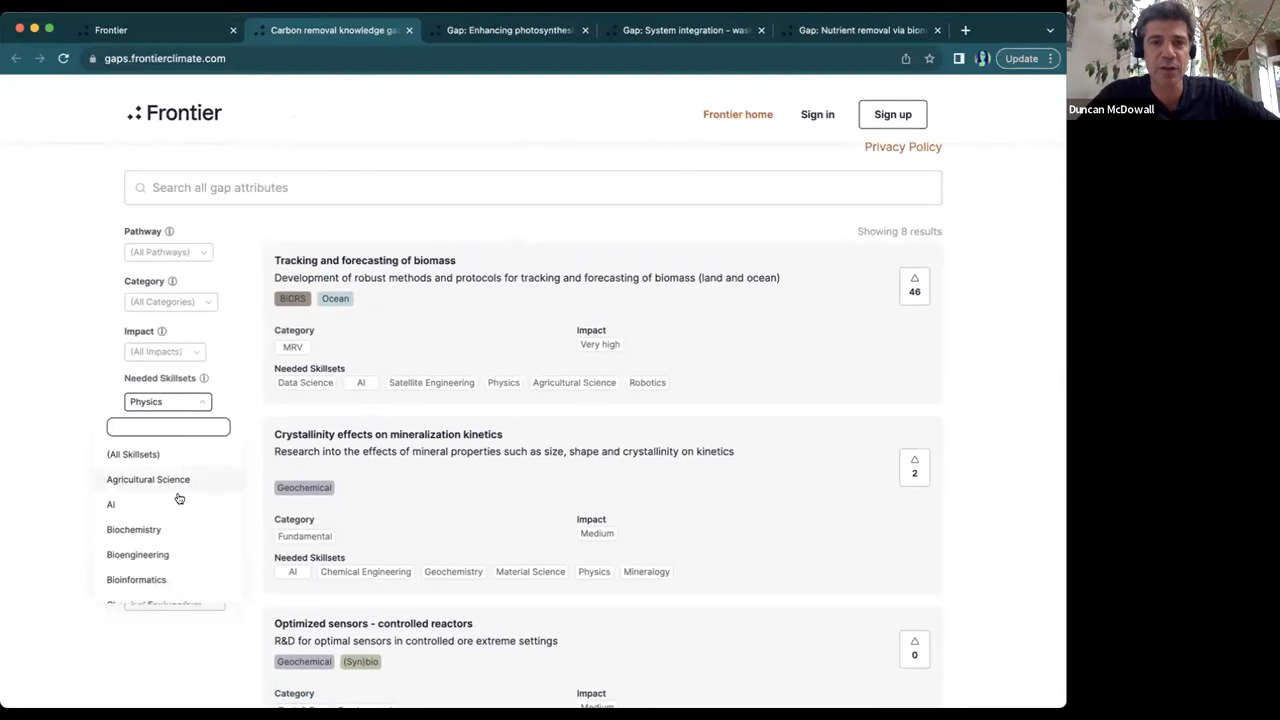 Frontier
Carbon removal knowledge ga
Gap: Enhancing photosynthes
Gap: System integration - wa
Gap: Nutrient removal via biom
gaps.frontierclimate.com
Update
Duncan McDowall
Frontier
Frontier home
Sign in
Sign up
Privacy Policy
Search all gap attributes
Showing 8 results
Pathway
(All Pathways)
Category
(All Categories)
Impact
(All Impacts)
Needed Skillsets
Physics
(All Skillsets)
Agricultural Science
AI
Biochemistry
Bioengineering
Bioinformatics
Tracking and forecasting of biomass
Development of robust methods and protocols for tracking and forecasting of biomass (land and ocean)
BiCRS Ocean
46
Category Impact
MRV Very high
Needed Skillsets
Data Science AI Satellite Engineering Physics Agricultural Science Robotics
Crystallinity effects on mineralization kinetics
Research into the effects of mineral properties such as size, shape and crystallinity on kinetics
2
Geochemical
Category Impact
Fundamental Medium
Needed Skillsets
AI Chemical Engineering Geochemistry Material Science Physics Mineralogy
Optimized sensors - controlled reactors
R&D for optimal sensors in controlled ore extreme settings
0
Geochemical (Syn)bio
Category Impact
Medium